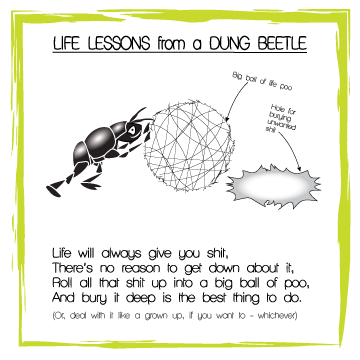 LIFE LESSONS from a DUNG BEETLE
Big ball of life poo
Hole for
burying
unwanted
shit
Life will always give you shit,
There's no reason to get down about it,
Roll all that shit up into a big ball of poo,
And bury it deep is the best thing to do.
(Or, deal with it like a grown up, if you want to - whichever)